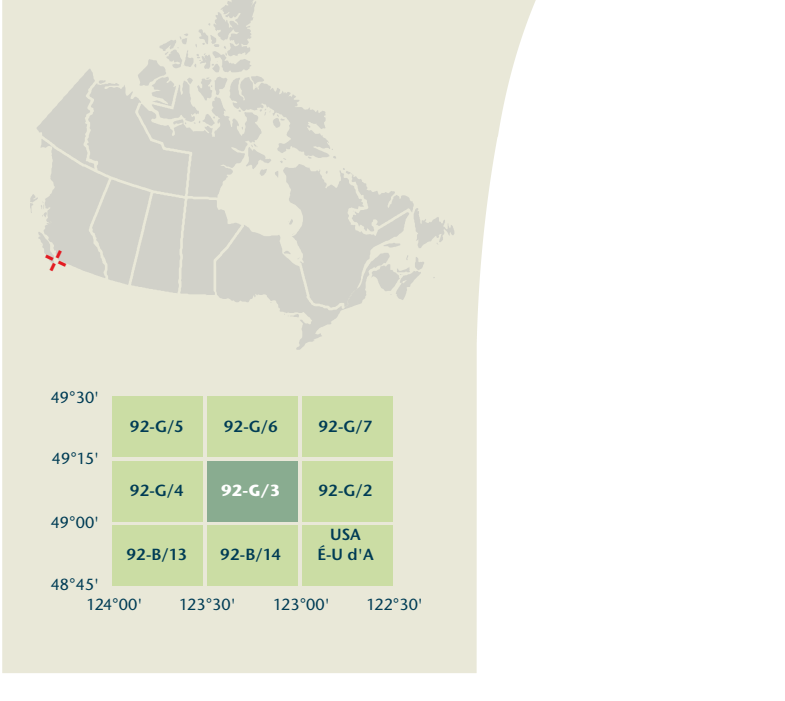 49°30'
92-G/5 92-G/6 92-G/7
49°15'
92-G/4 92-G/3 92-G/2
49°00'
USA
92-B/13 92-B/14 É-U d'A
48°45'
124°00' 123°30' 123°00' 122°30'